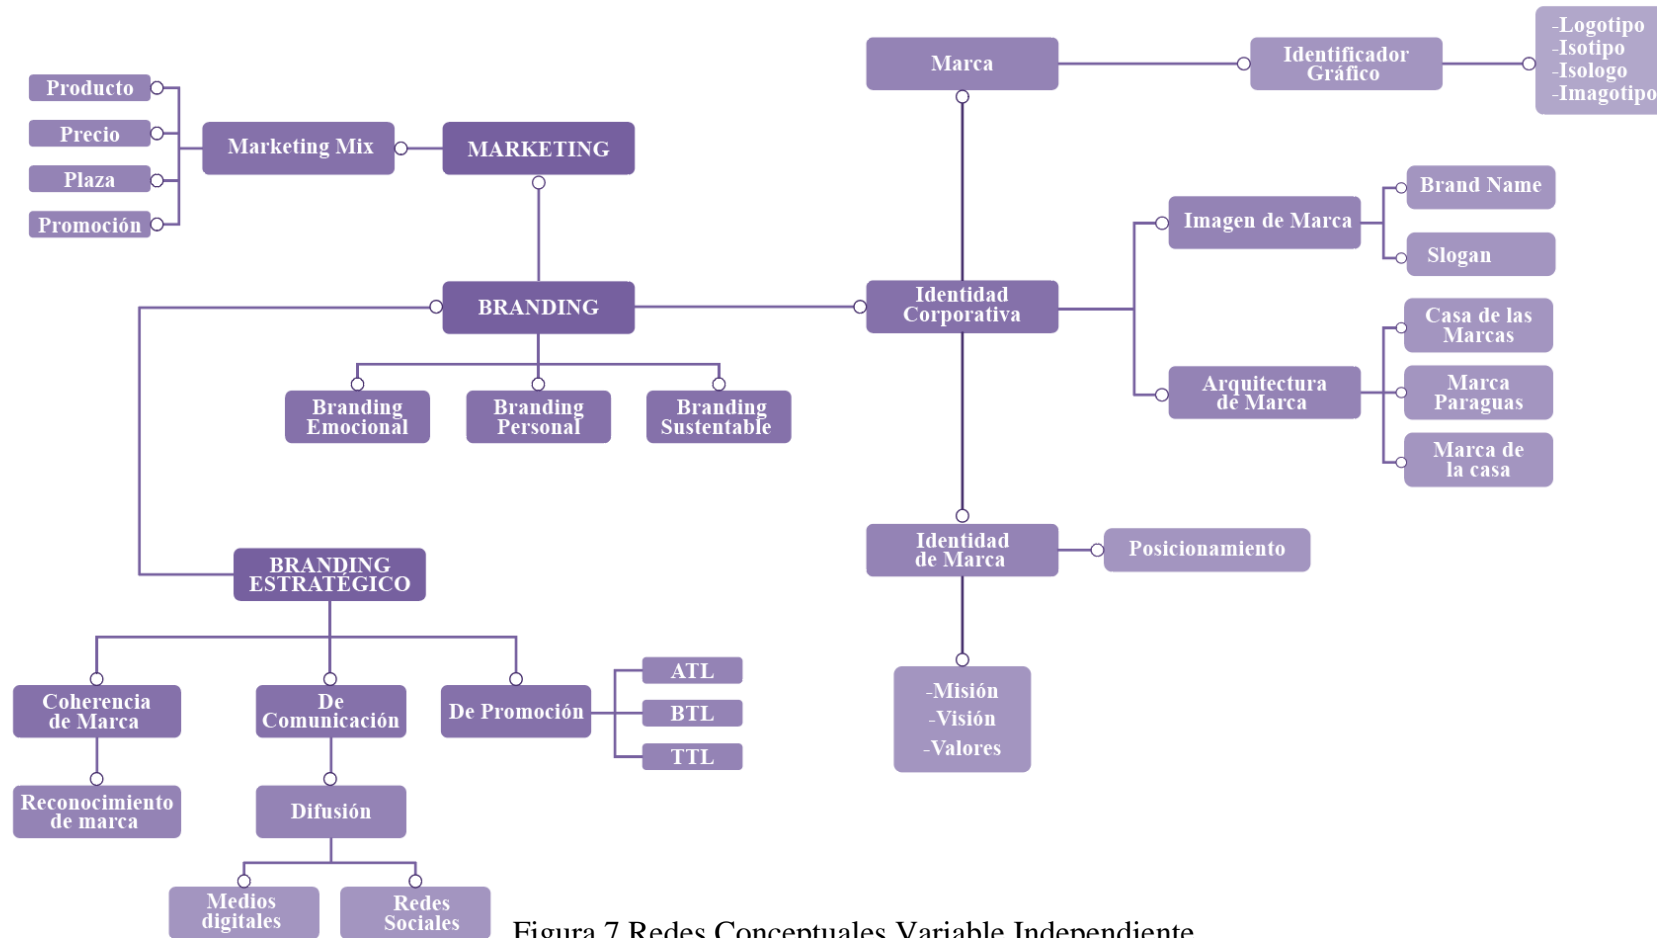 Marca
Identificador
Gráfico
-Logotipo
-Isotipo
-Isologo
-Imagotipo
Producto
Precio
Plaza
Promoción
Marketing Mix
MARKETING
Imagen de Marca
Brand Name
Slogan
BRANDING
Identidad
Corporativa
Casa de las
Marcas
Arquitectura
de Marca
Marca
Paraguas
Marca de
la casa
Branding
Emocional
Branding
Personal
Branding
Sustentable
Identidad
de Marca
Posicionamiento
-Misión
-Visión
-Valores
BRANDING
ESTRATÉGICO
Coherencia
de Marca
De
Comunicación
De Promoción
ATL
BTL
TTL
Reconocimiento
de marca
Difusión
Medios
digitales
Redes
Sociales
Figura 7 Redes Conceptuales Variable Independiente